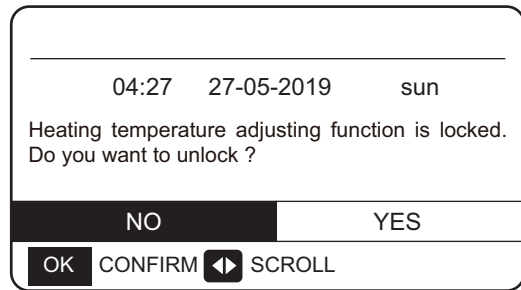 04:27 27-05-2019 sun
Heating temperature adjusting function is locked.
Do you want to unlock ?
NO YES
OK CONFIRM SCROLL